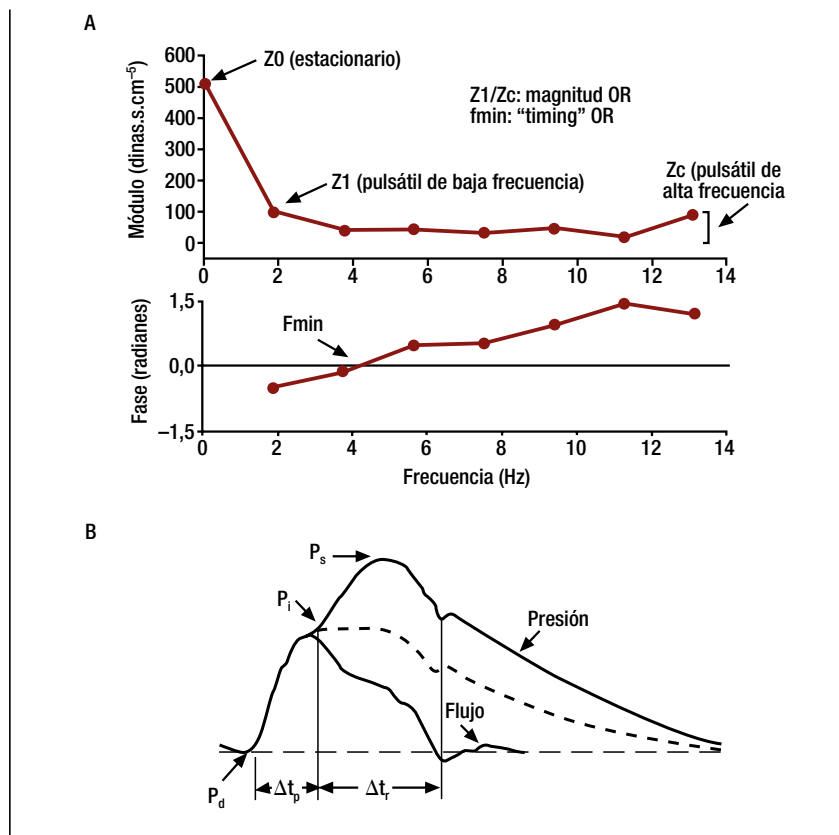 A
600
500
400
300
200
100
0
Módulo (dinas.s.cm⁻⁵)
Z0 (estacionario)
Z1/Zc: magnitud OR
fmin: “timing” OR
Z1 (pulsátil de baja frecuencia)
Zc (pulsátil de
alta frecuencia
0 2 4 6 8 10 12 14
1,5
0,0
–1,5
Fase (radianes)
Fmin
0 2 4 6 8 10 12 14
Frecuencia (Hz)
B
Pₛ
Pᵢ
Presión
Flujo
P_d
Δtₚ
Δtᵣ